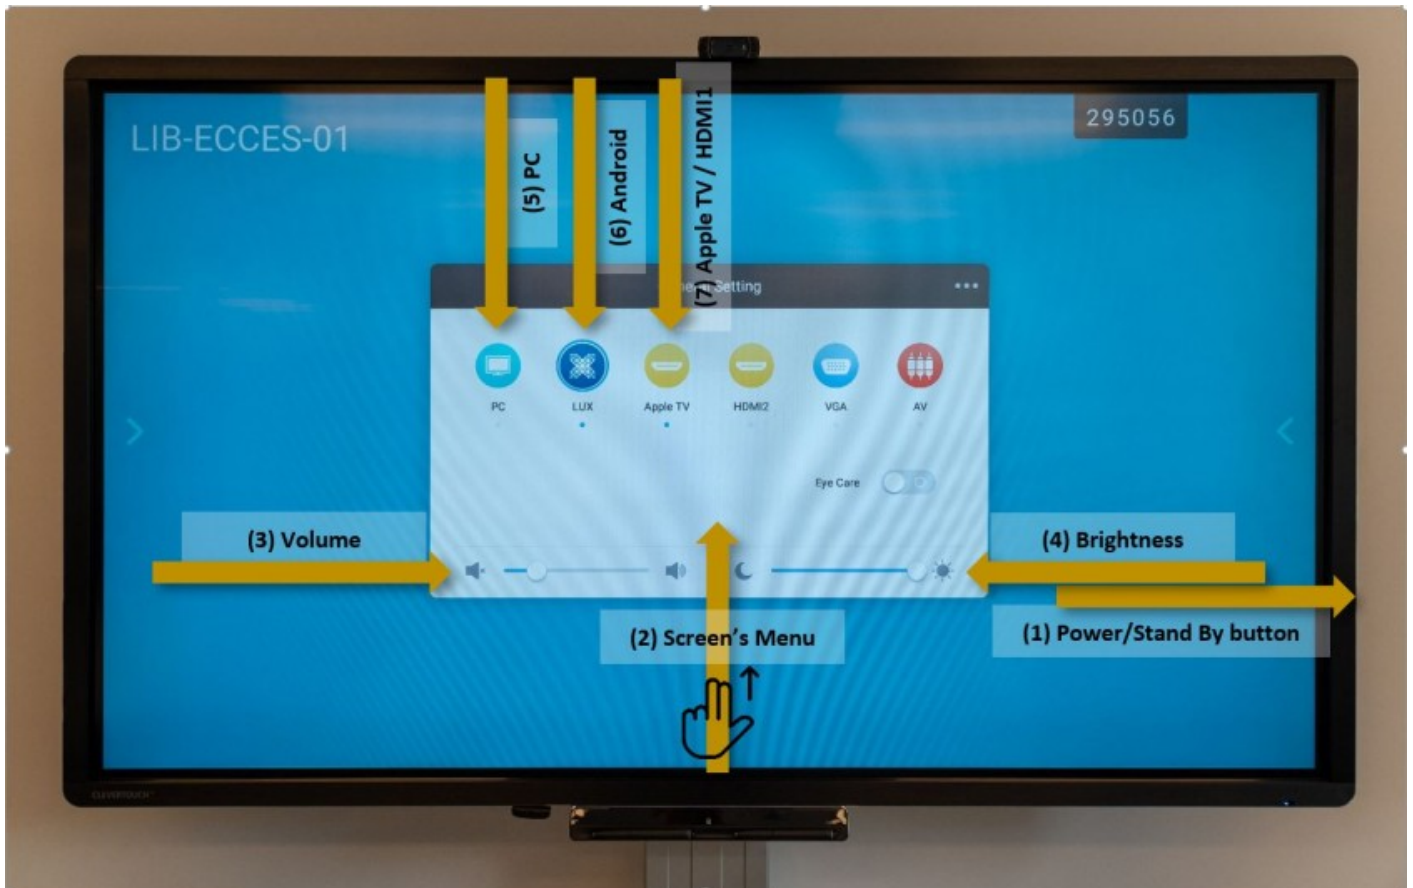 LIB-ECCES-01
295056
(5) PC
(6) Android
(7) Apple TV / HDMI1
Setting
PC
LUX
Apple TV
HDMI2
VGA
AV
Eye Care
(3) Volume
(4) Brightness
(2) Screen's Menu
(1) Power/Stand By button
CLEVERTOUCH